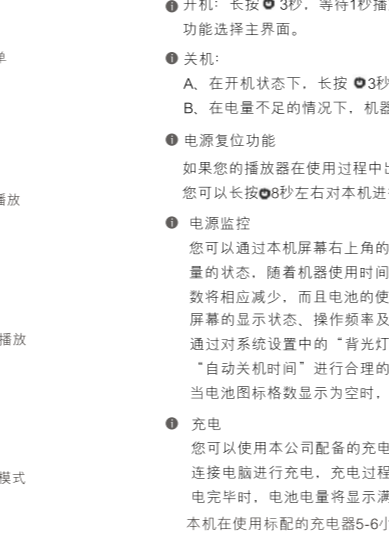 开机：长按 3秒，等待1秒播
功能选择主界面。
单
关机：
A、在开机状态下，长按 3秒
B、在电量不足的情况下，机器
电源复位功能
如果您的播放器在使用过程中出
播放
您可以长按 8秒左右对本机进
电源监控
您可以通过本机屏幕右上角的
量的状态，随着机器使用时间
数将相应减少，而且电池的使
屏幕的显示状态、操作频率及
播放
通过对系统设置中的“背光灯
“自动关机时间”进行合理的
当电池图标格数显示为空时，
充电
您可以使用本公司配备的充电
连接电脑进行充电，充电过程
模式
电完毕时，电池电量将显示满
本机在使用标配的充电器5-6小